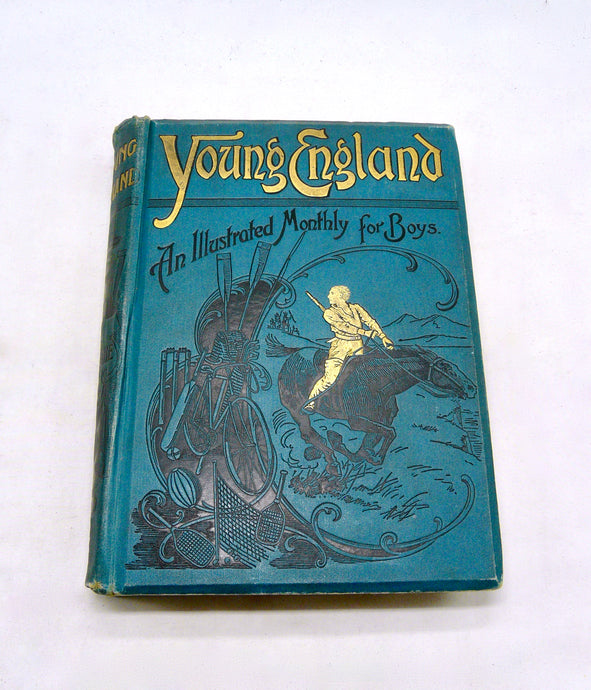 Young England
An Illustrated Monthly for Boys.